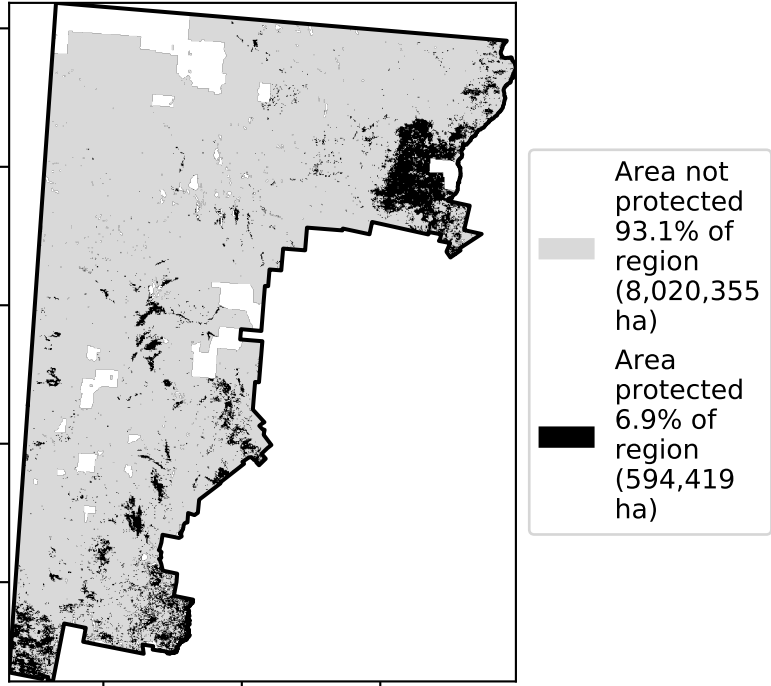 Area not
protected
93.1% of
region
(8,020,355
ha)
Area
protected
6.9% of
region
(594,419
ha)